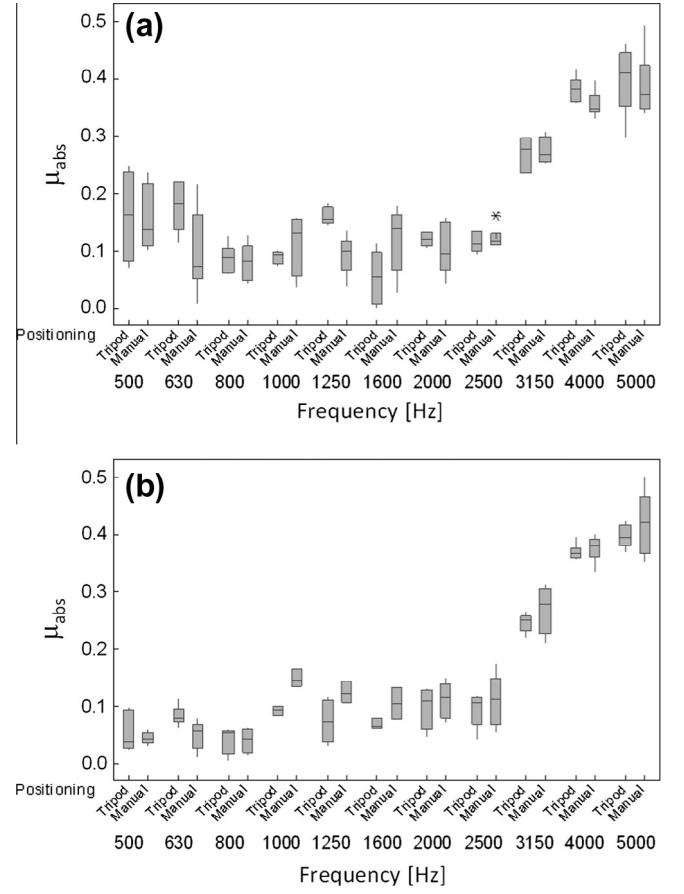 (a)
0.5
0.4
0.3
0.2
0.1
0.0
μabs
*
Positioning Tripod Manual Tripod Manual Tripod Manual Tripod Manual Tripod Manual Tripod Manual Tripod Manual Tripod Manual Tripod Manual Tripod Manual Tripod Manual
500 630 800 1000 1250 1600 2000 2500 3150 4000 5000
Frequency [Hz]
(b)
0.5
0.4
0.3
0.2
0.1
0.0
μabs
Positioning Tripod Manual Tripod Manual Tripod Manual Tripod Manual Tripod Manual Tripod Manual Tripod Manual Tripod Manual Tripod Manual Tripod Manual Tripod Manual
500 630 800 1000 1250 1600 2000 2500 3150 4000 5000
Frequency [Hz]